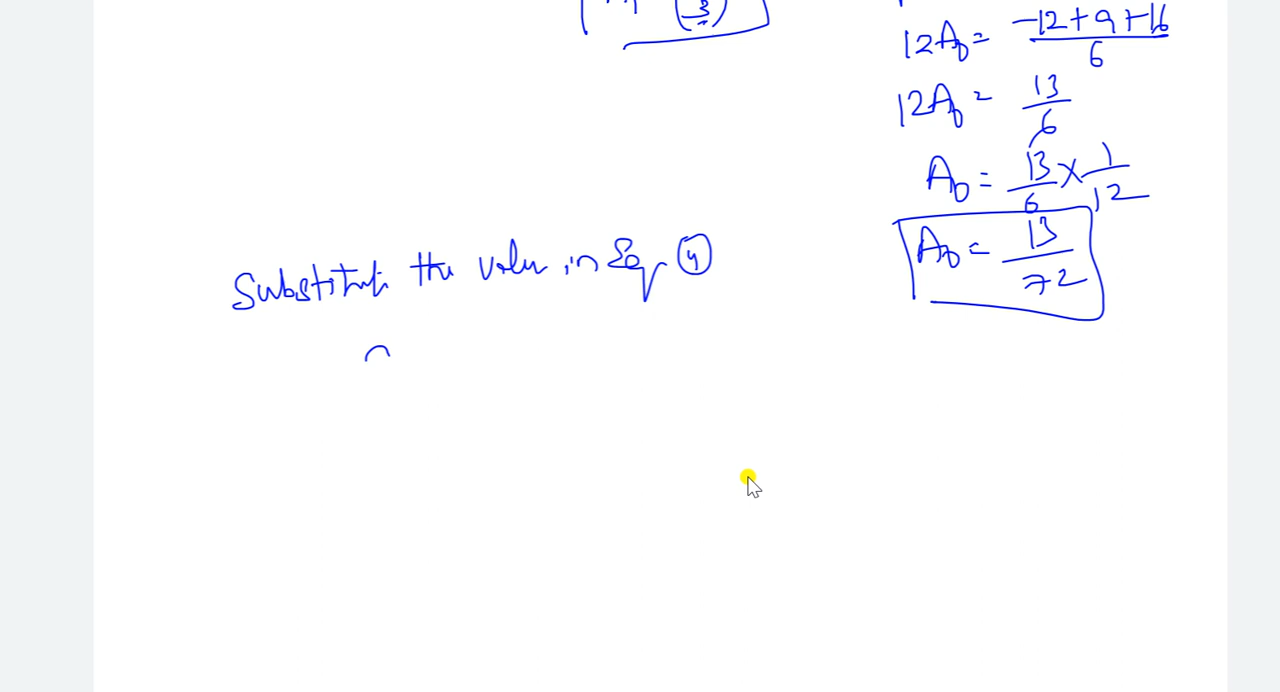 12A₀ = (-12+9+16)/6
12A₀ = 13/6
A₀ = 13/6 × 1/12
A₀ = 13/72
Substitute the value in Eq ④